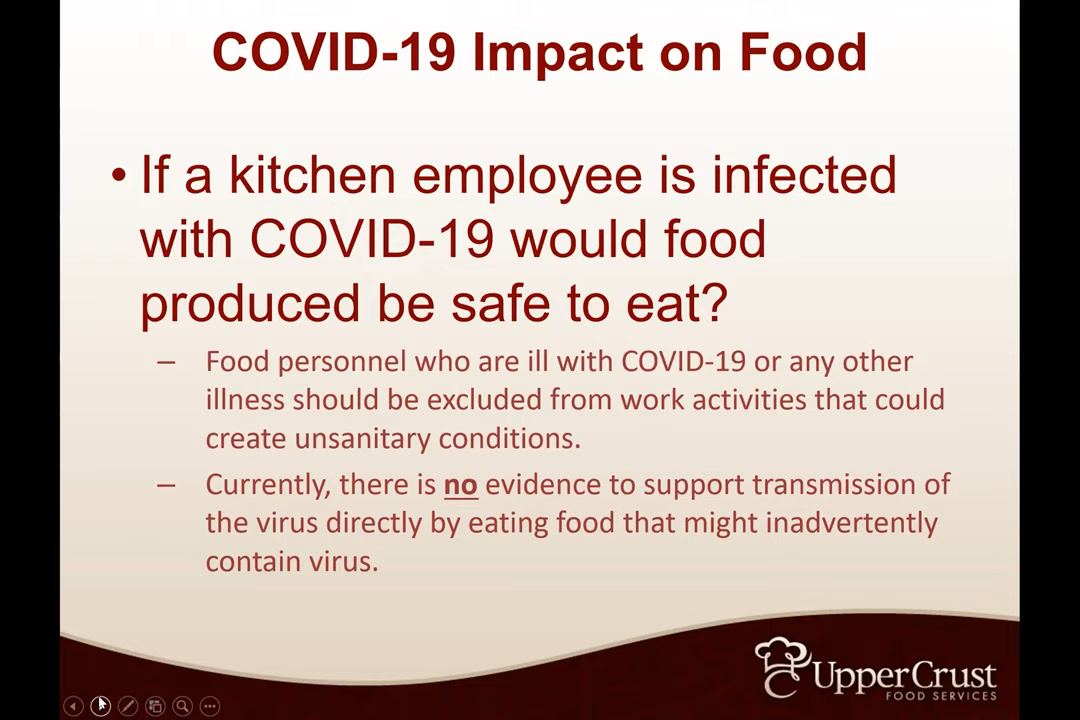 COVID-19 Impact on Food
• If a kitchen employee is infected
with COVID-19 would food
produced be safe to eat?
– Food personnel who are ill with COVID-19 or any other
illness should be excluded from work activities that could
create unsanitary conditions.
– Currently, there is no evidence to support transmission of
the virus directly by eating food that might inadvertently
contain virus.
UpperCrust
FOOD SERVICES